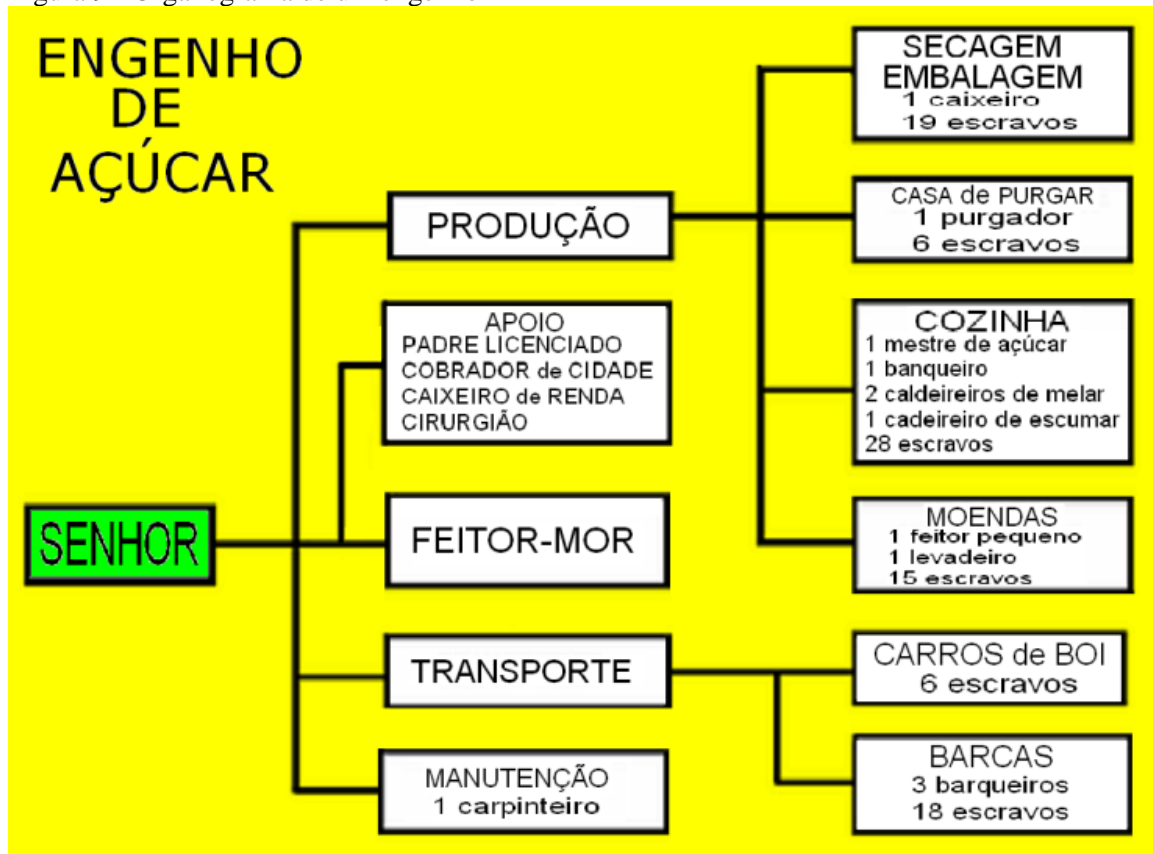 ENGENHO
DE
AÇÚCAR
SENHOR
PRODUÇÃO
APOIO
PADRE LICENCIADO
COBRADOR de CIDADE
CAIXEIRO de RENDA
CIRURGIÃO
FEITOR-MOR
TRANSPORTE
MANUTENÇÃO
1 carpinteiro
SECAGEM
EMBALAGEM
1 caixeiro
19 escravos
CASA de PURGAR
1 purgador
6 escravos
COZINHA
1 mestre de açúcar
1 banqueiro
2 caldeireiros de melar
1 cadeireiro de escumar
28 escravos
MOENDAS
1 feitor pequeno
1 levadeiro
15 escravos
CARROS de BOI
6 escravos
BARCAS
3 barqueiros
18 escravos